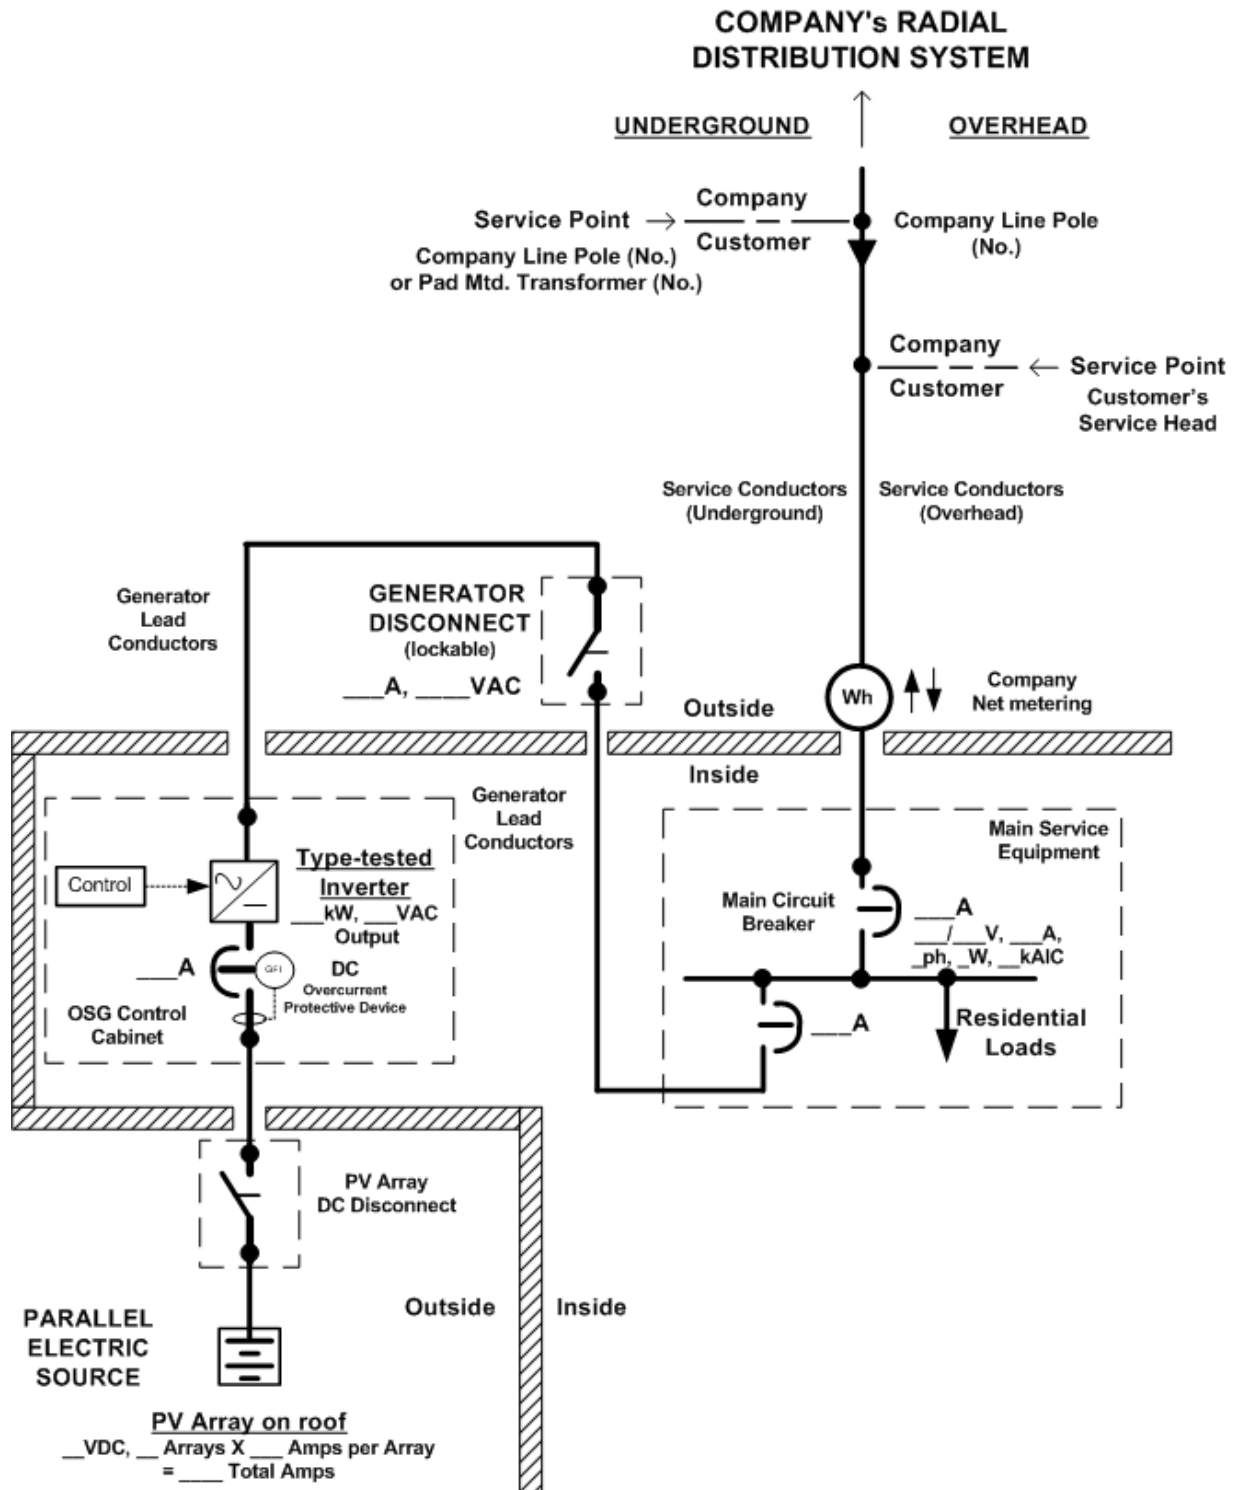 COMPANY's RADIAL
DISTRIBUTION SYSTEM
UNDERGROUND
OVERHEAD
Company
Service Point
Customer
Company Line Pole (No.)
or Pad Mtd. Transformer (No.)
Company Line Pole
(No.)
Company
Customer
Service Point
Customer's
Service Head
Service Conductors
(Underground)
Service Conductors
(Overhead)
Generator
Lead
Conductors
GENERATOR
DISCONNECT
(lockable)
___A, ____VAC
Wh
Company
Net metering
Outside
Inside
Generator
Lead
Conductors
Control
Type-tested
Inverter
___kW, ___VAC
Output
___A
GFI
DC
Overcurrent
Protective Device
OSG Control
Cabinet
Main Service
Equipment
Main Circuit
Breaker
___A
___/___V, ___A,
_ph, _W, __kAIC
___A
Residential
Loads
PV Array
DC Disconnect
Outside
Inside
PARALLEL
ELECTRIC
SOURCE
PV Array on roof
__VDC, __ Arrays X ___ Amps per Array
= ____ Total Amps